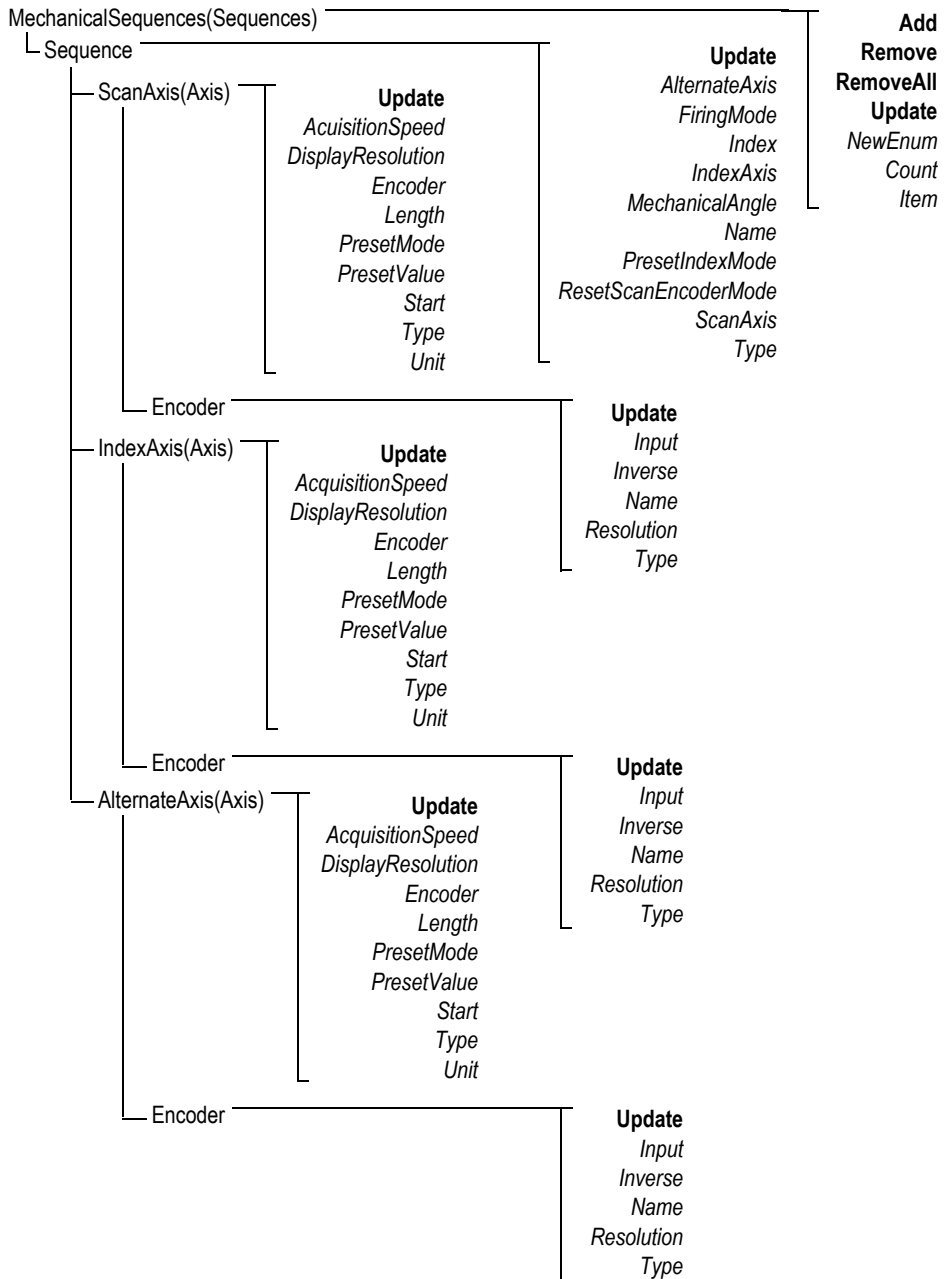 MechanicalSequences(Sequences)
Add
Remove
RemoveAll
Update
NewEnum
Count
Item
Sequence
Update
AlternateAxis
FiringMode
Index
IndexAxis
MechanicalAngle
Name
PresetIndexMode
ResetScanEncoderMode
ScanAxis
Type
ScanAxis(Axis)
Update
AcuisitionSpeed
DisplayResolution
Encoder
Length
PresetMode
PresetValue
Start
Type
Unit
Encoder
Update
Input
Inverse
Name
Resolution
Type
IndexAxis(Axis)
Update
AcquisitionSpeed
DisplayResolution
Encoder
Length
PresetMode
PresetValue
Start
Type
Unit
Encoder
Update
Input
Inverse
Name
Resolution
Type
AlternateAxis(Axis)
Update
AcquisitionSpeed
DisplayResolution
Encoder
Length
PresetMode
PresetValue
Start
Type
Unit
Encoder
Update
Input
Inverse
Name
Resolution
Type